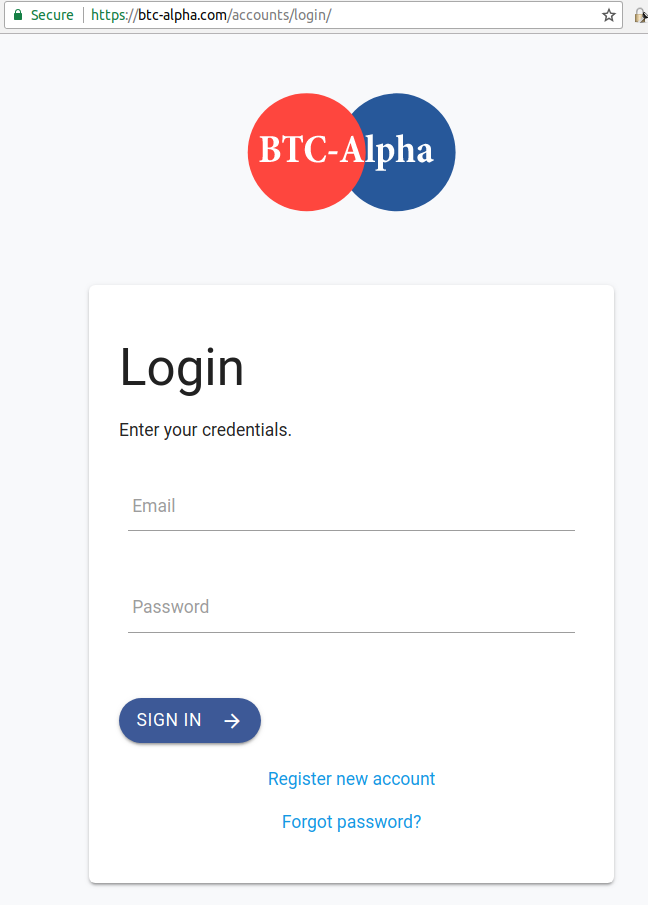 Secure https://btc-alpha.com/accounts/login/
BTC-Alpha
Login
Enter your credentials.
Email
Password
SIGN IN
Register new account
Forgot password?